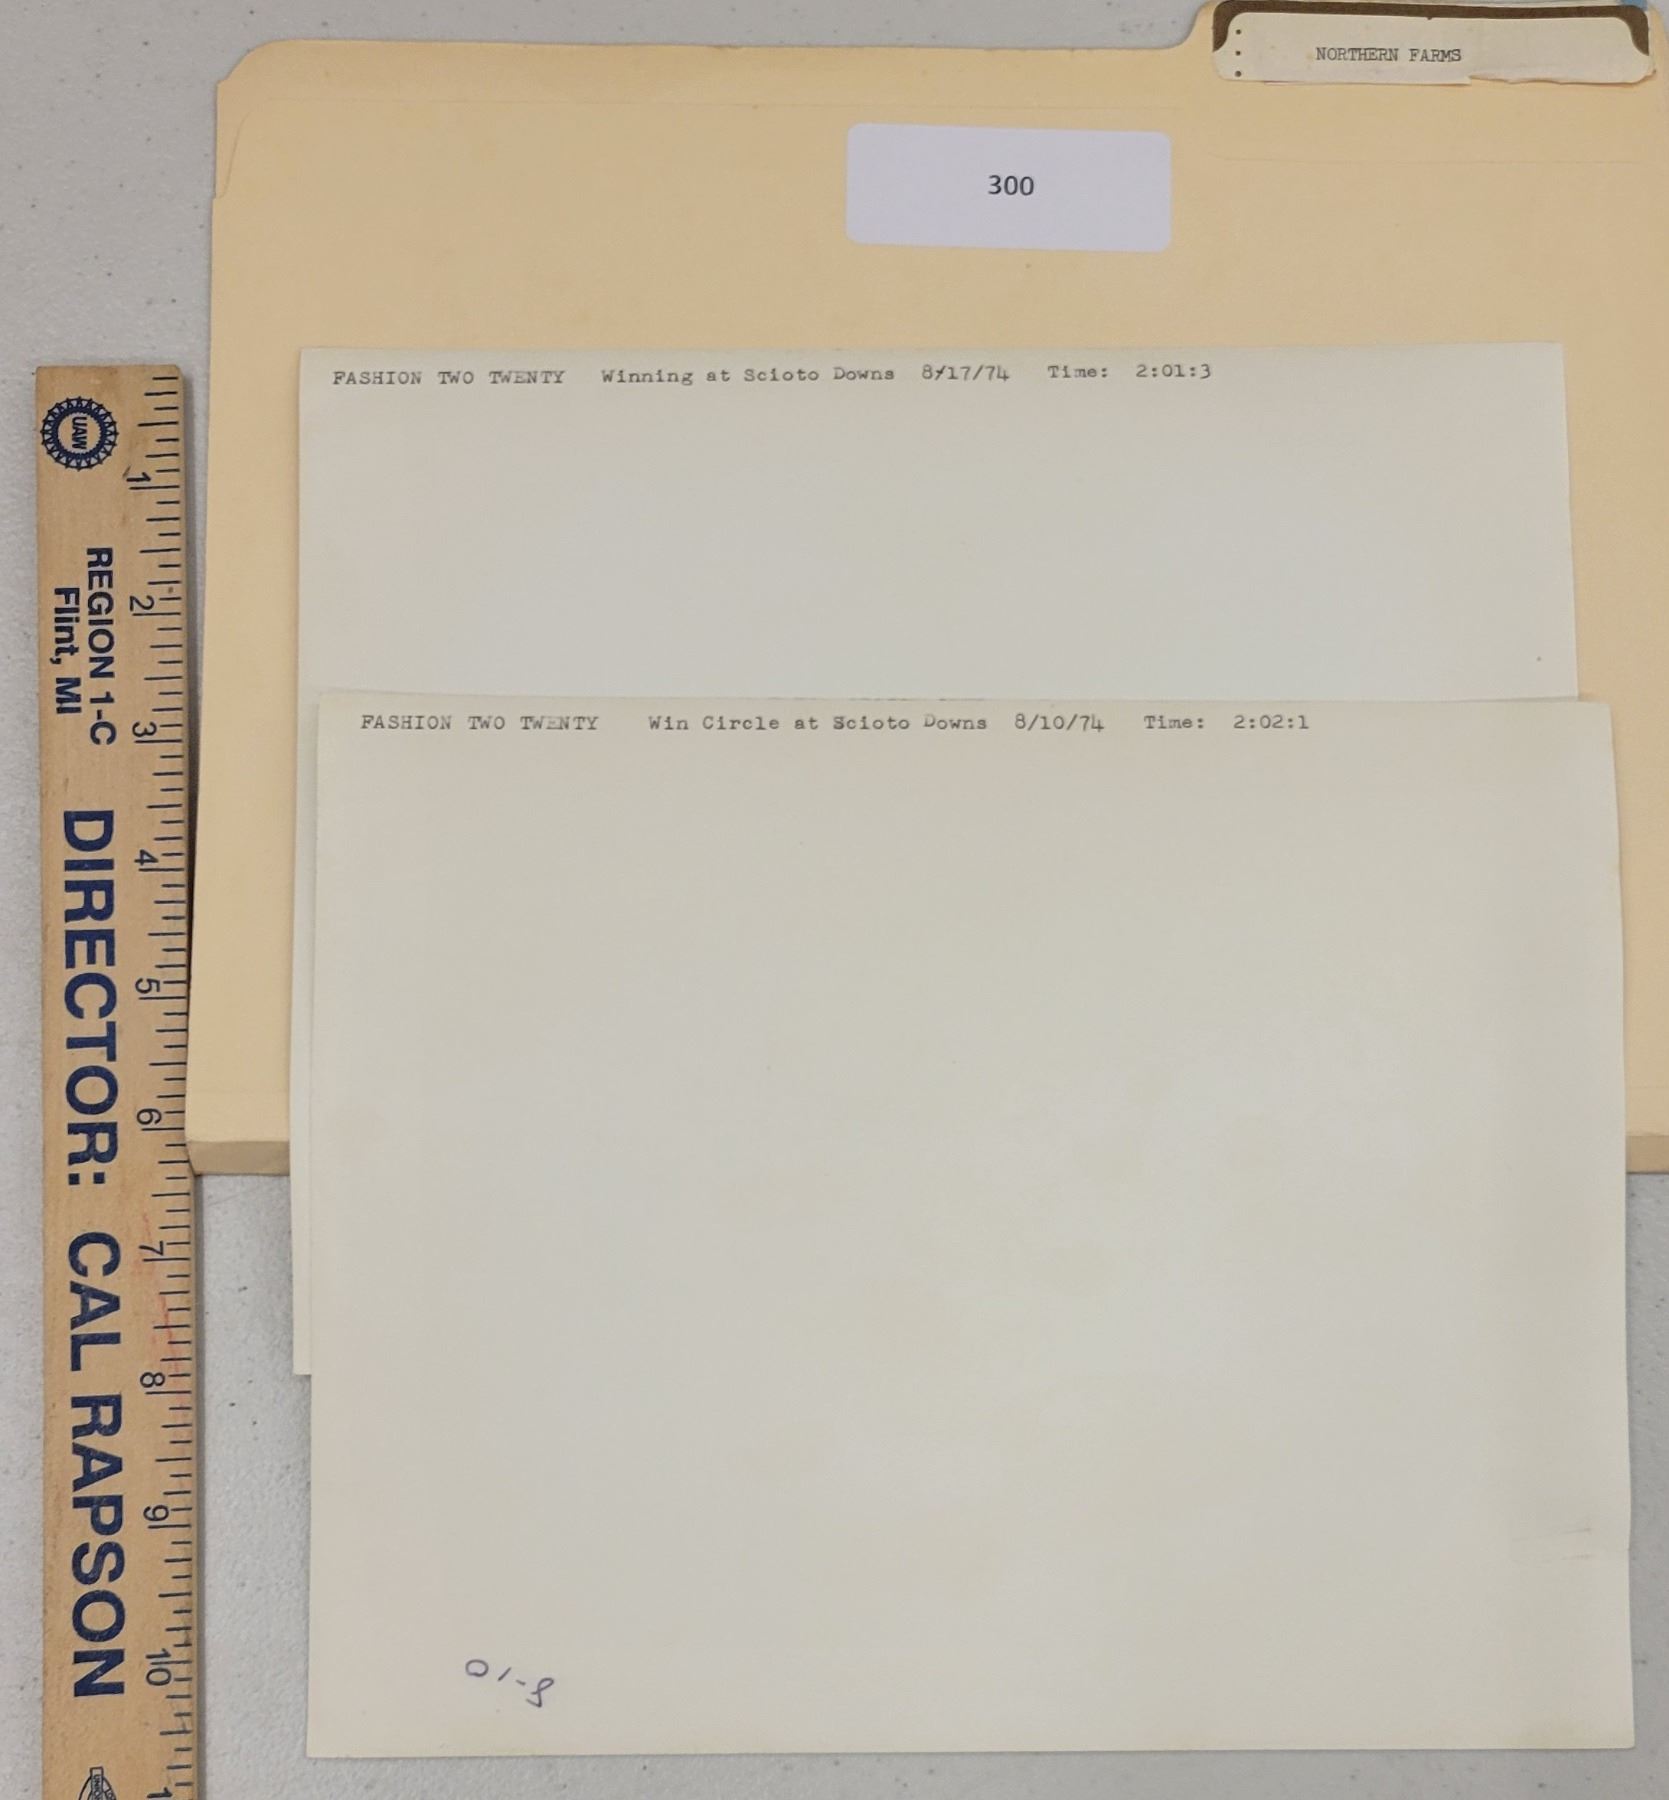 NORTHERN FARMS
300
FASHION TWO TWENTY Winning at Scioto Downs 8/17/74 Time: 2:01:3
FASHION TWO TWENTY Win Circle at Scioto Downs 8/10/74 Time: 2:02:1
8-10
UAW
REGION 1-C
Flint, MI
DIRECTOR: CAL RAPSON
1
2
3
4
5
6
7
8
9
10